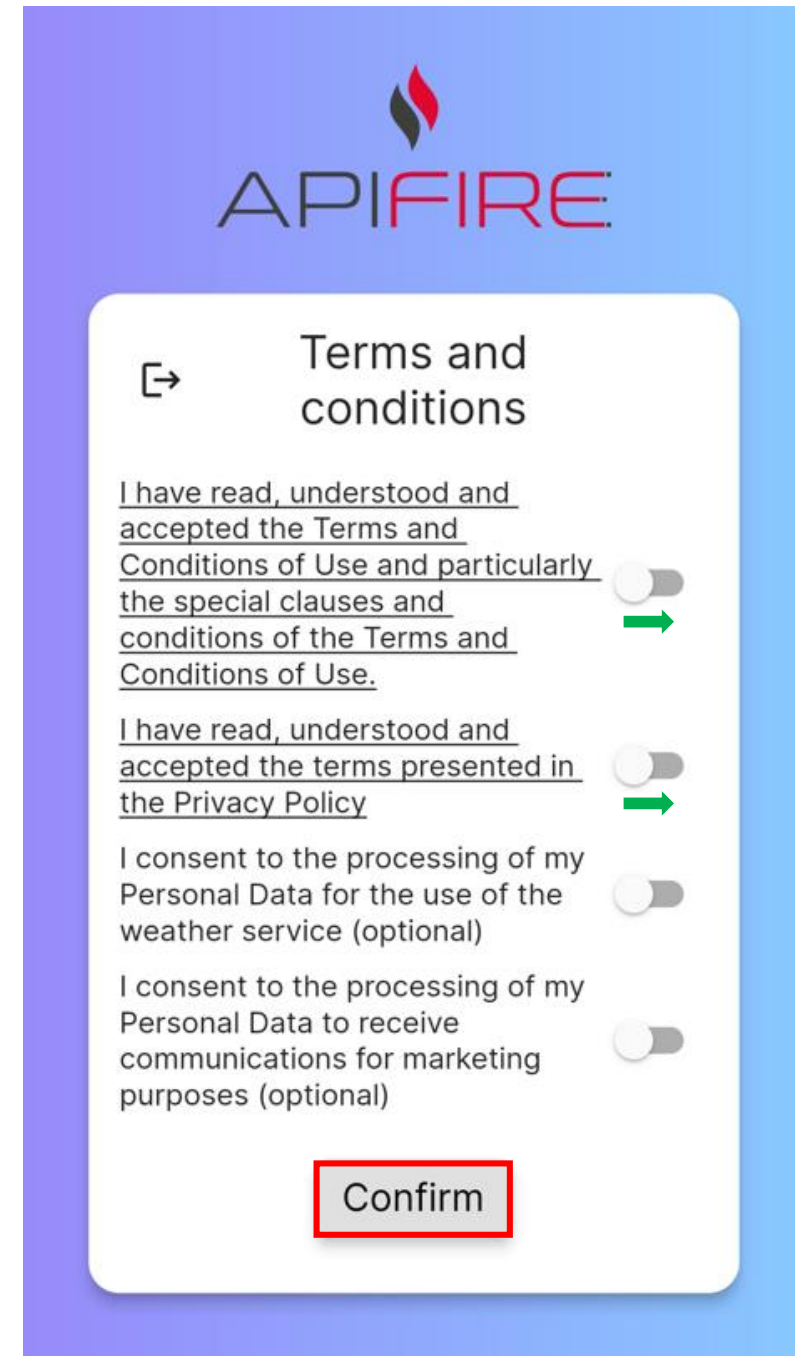 APIFIRE
Terms and
conditions
I have read, understood and
accepted the Terms and
Conditions of Use and particularly
the special clauses and
conditions of the Terms and
Conditions of Use.
I have read, understood and
accepted the terms presented in
the Privacy Policy
I consent to the processing of my
Personal Data for the use of the
weather service (optional)
I consent to the processing of my
Personal Data to receive
communications for marketing
purposes (optional)
Confirm